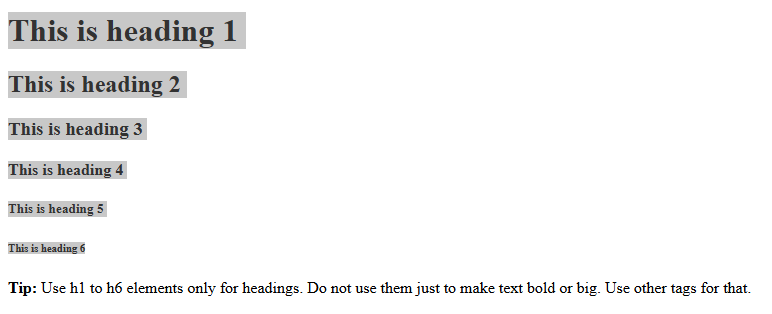 This is heading 1
This is heading 2
This is heading 3
This is heading 4
This is heading 5
This is heading 6
Tip: Use h1 to h6 elements only for headings. Do not use them just to make text bold or big. Use other tags for that.